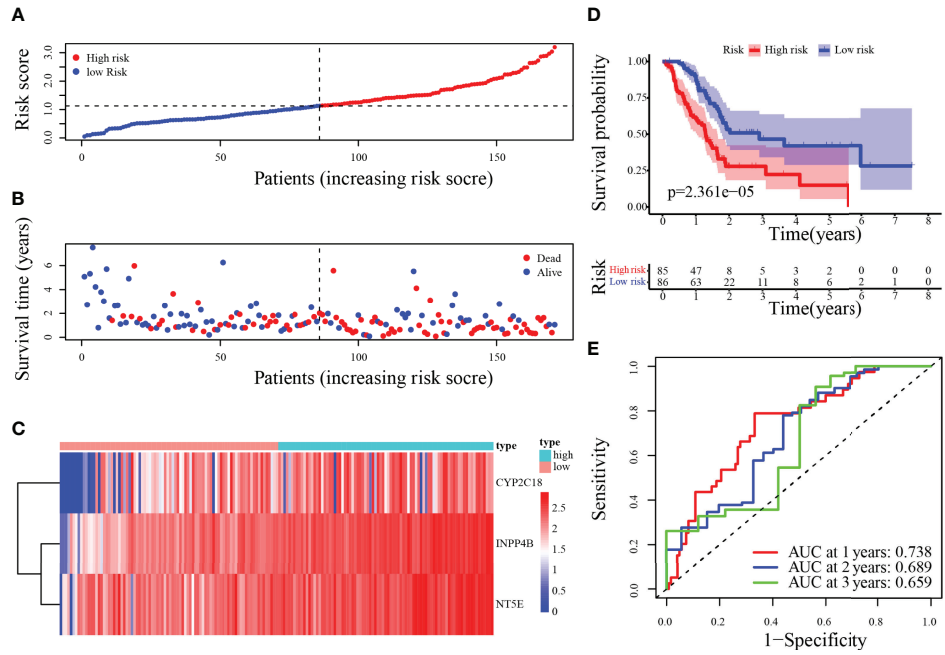 A
Risk score
0.0 1.0 2.0 3.0
High risk
low Risk
0 50 100 150
Patients (increasing risk socre)
B
Survival time (years)
0 2 4 6
Dead
Alive
0 50 100 150
Patients (increasing risk socre)
C
type
CYP2C18
INPP4B
NT5E
type
high
low
2.5
2
1.5
1
0.5
0
D
Risk High risk Low risk
Survival probability
1.00
0.75
0.50
0.25
0.00
p=2.361e−05
0 1 2 3 4 5 6 7 8
Time(years)
Risk
High risk 85 47 8 5 3 2 0 0 0
Low risk 86 63 22 11 8 6 2 1 0
0 1 2 3 4 5 6 7 8
Time(years)
E
Sensitivity
1.0
0.8
0.6
0.4
0.2
0.0
AUC at 1 years: 0.738
AUC at 2 years: 0.689
AUC at 3 years: 0.659
0.0 0.2 0.4 0.6 0.8 1.0
1−Specificity